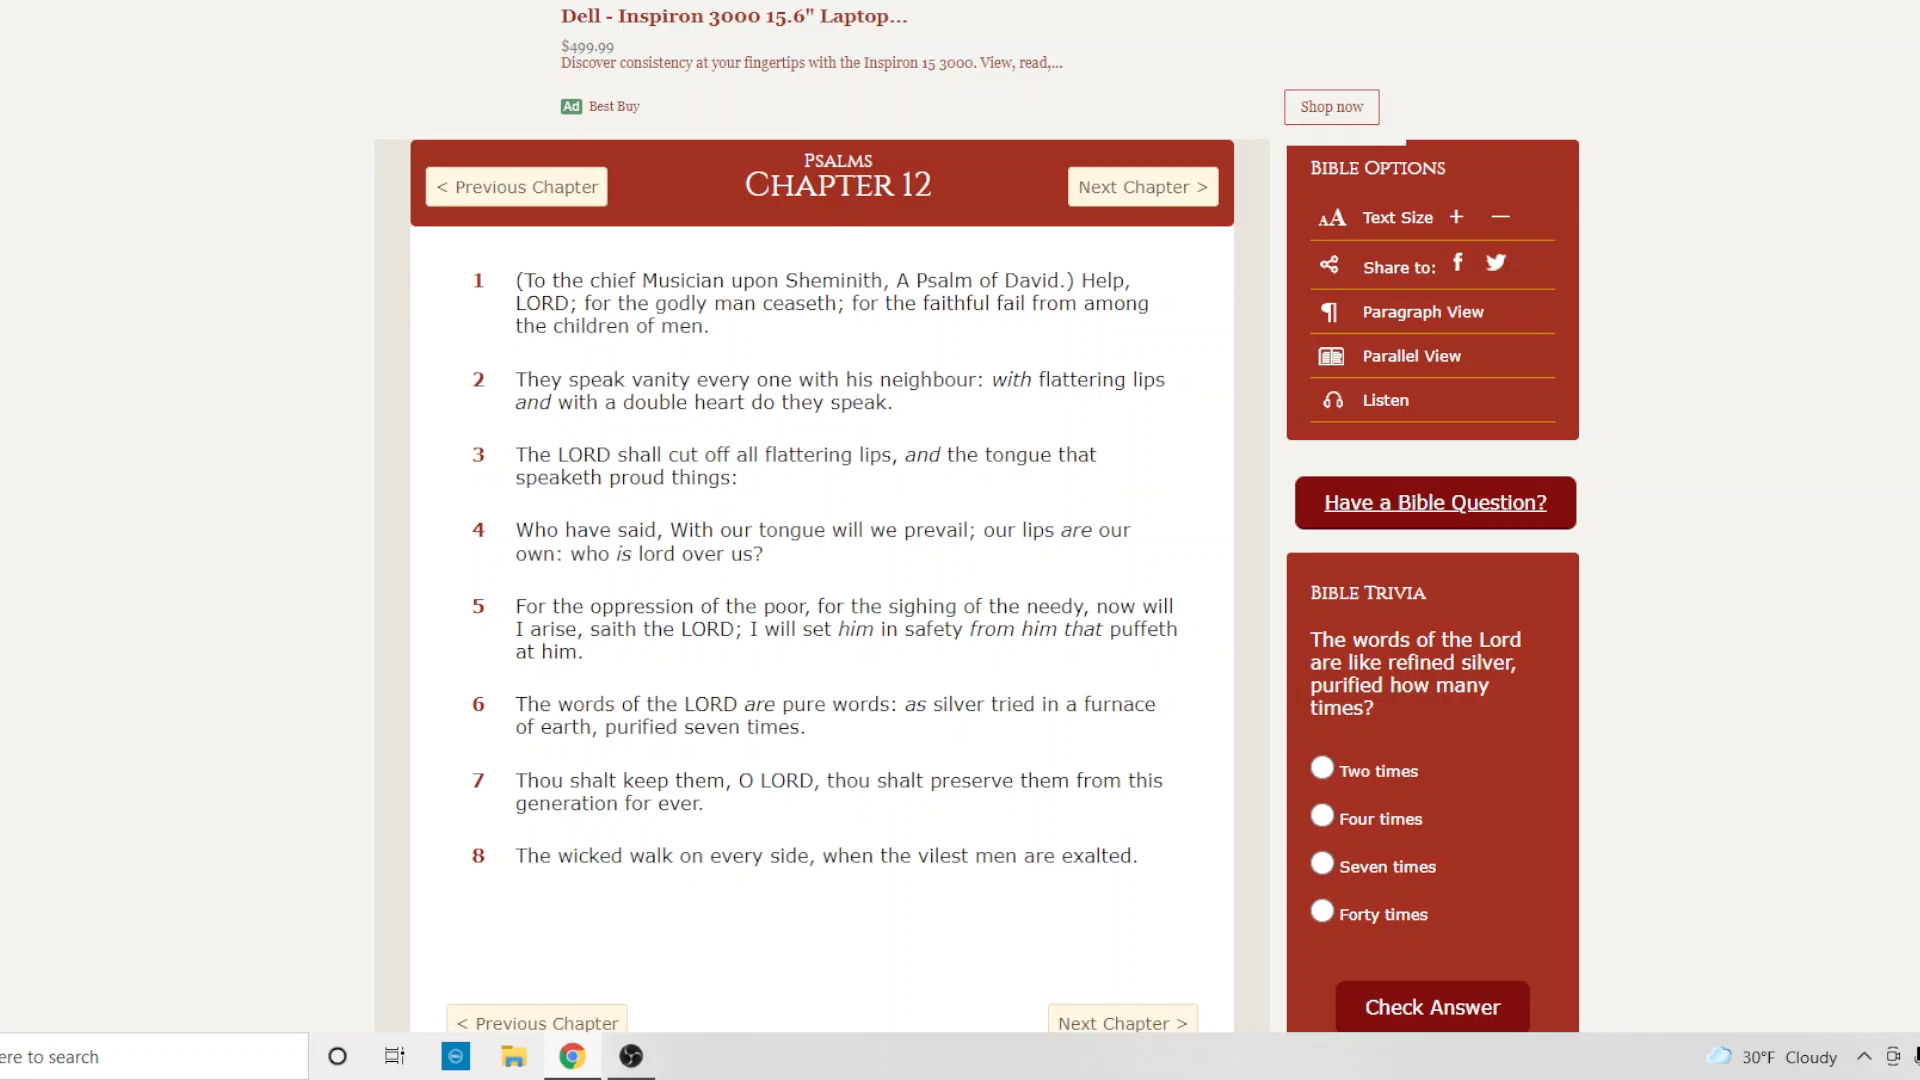 Dell - Inspiron 3000 15.6" Laptop...
$499.99
Discover consistency at your fingertips with the Inspiron 15 3000. View, read,...
Ad Best Buy
Shop now
< Previous Chapter
PSALMS
CHAPTER 12
Next Chapter >
1 (To the chief Musician upon Sheminith, A Psalm of David.) Help,
LORD; for the godly man ceaseth; for the faithful fail from among
the children of men.
2 They speak vanity every one with his neighbour: with flattering lips
and with a double heart do they speak.
3 The LORD shall cut off all flattering lips, and the tongue that
speaketh proud things:
4 Who have said, With our tongue will we prevail; our lips are our
own: who is lord over us?
5 For the oppression of the poor, for the sighing of the needy, now will
I arise, saith the LORD; I will set him in safety from him that puffeth
at him.
6 The words of the LORD are pure words: as silver tried in a furnace
of earth, purified seven times.
7 Thou shalt keep them, O LORD, thou shalt preserve them from this
generation for ever.
8 The wicked walk on every side, when the vilest men are exalted.
< Previous Chapter
Next Chapter >
BIBLE OPTIONS
AA Text Size + —
Share to:
Paragraph View
Parallel View
Listen
Have a Bible Question?
BIBLE TRIVIA
The words of the Lord
are like refined silver,
purified how many
times?
Two times
Four times
Seven times
Forty times
Check Answer
ere to search
30°F Cloudy